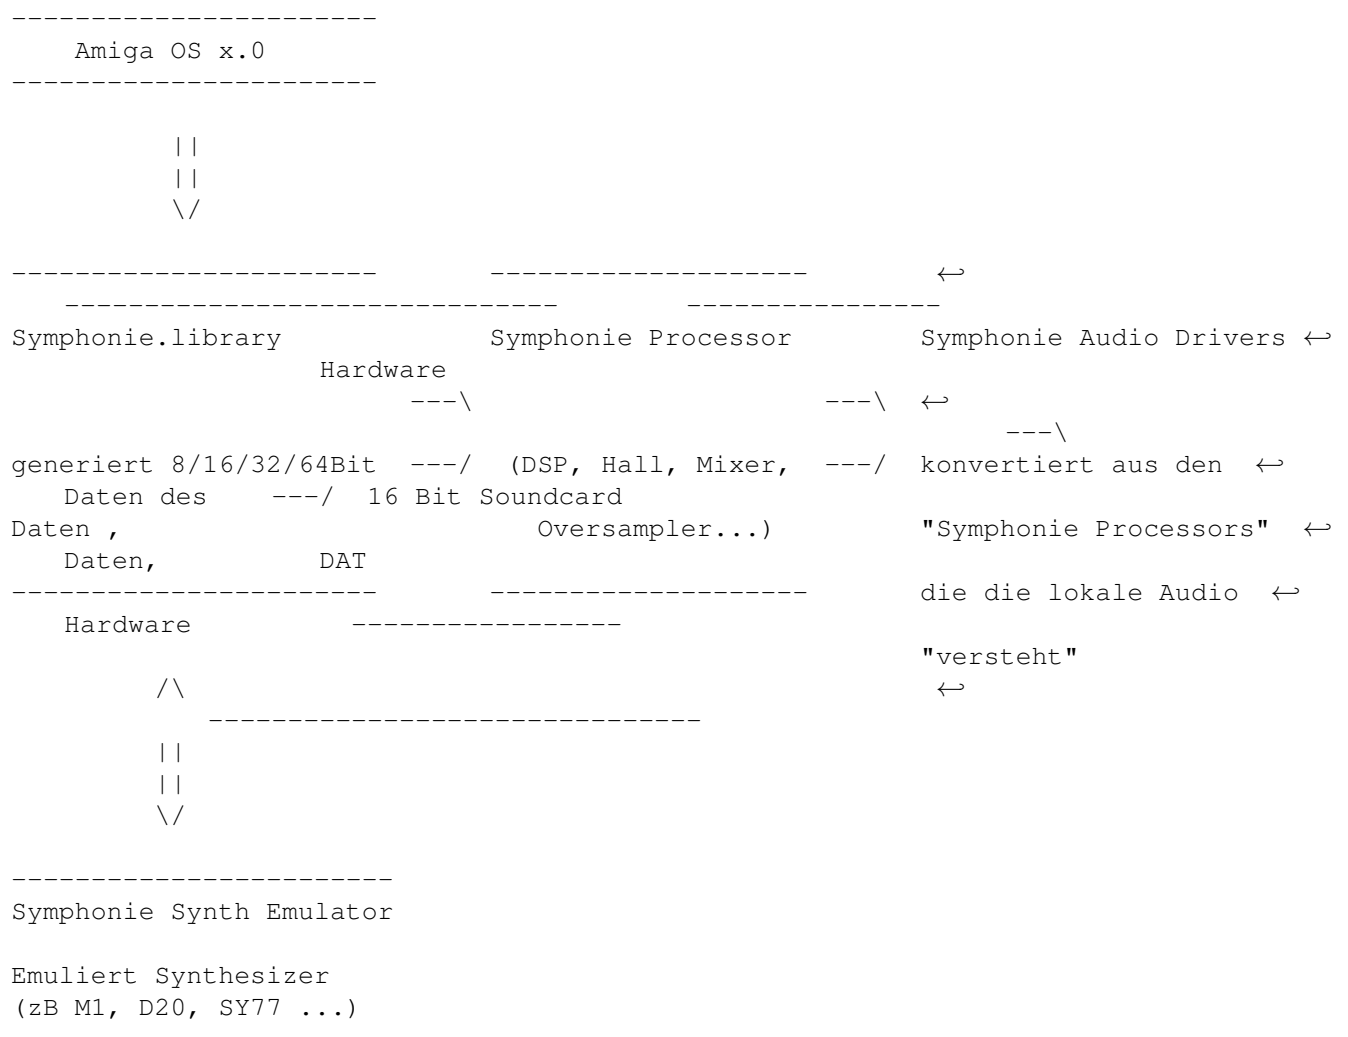 -----------------------
    Amiga OS x.0
-----------------------

          ||
          ||
          \/

-----------------------       --------------------        ↩
   -------------------------------        ----------------
Symphonie.library             Symphonie Processor        Symphonie Audio Drivers ↩
                   Hardware
                         ---\                      ---\  ↩
                                                              ---\
generiert 8/16/32/64Bit  ---/  (DSP, Hall, Mixer,  ---/  konvertiert aus den  ↩
   Daten des    ---/  16 Bit Soundcard
Daten ,                          Oversampler...)         "Symphonie Processors"  ↩
   Daten,          DAT
-----------------------       --------------------       die die lokale Audio  ↩
   Hardware          -----------------
                                                         "versteht"
         /\                                               ↩
            -------------------------------
         ||
         ||
         \/

------------------------
Symphonie Synth Emulator

Emuliert Synthesizer
(zB M1, D20, SY77 ...)